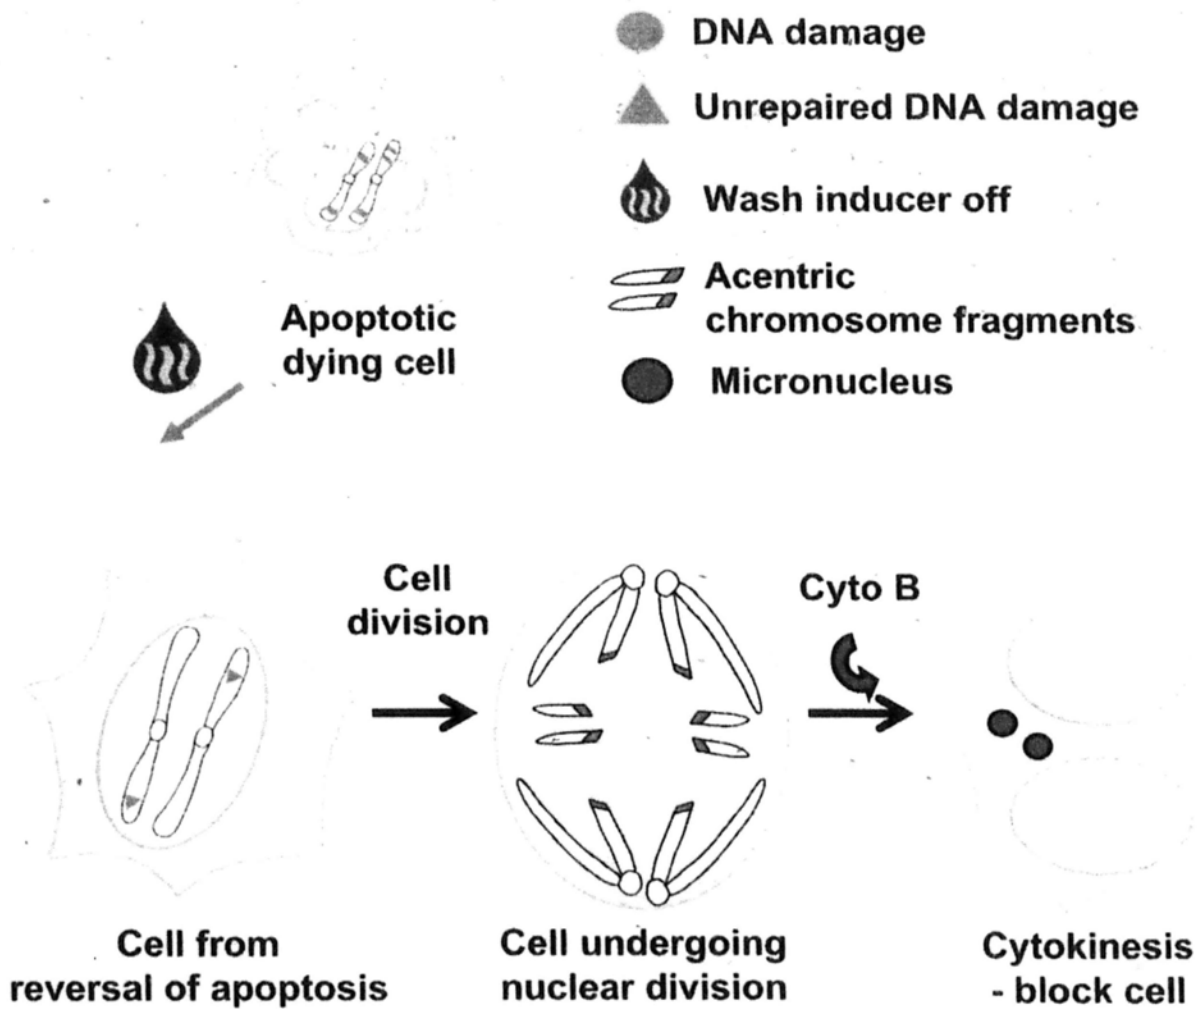 DNA damage
Unrepaired DNA damage
Wash inducer off
Acentric
chromosome fragments
Micronucleus
Apoptotic
dying cell
Cell
division
Cyto B
Cell from
reversal of apoptosis
Cell undergoing
nuclear division
Cytokinesis
- block cell